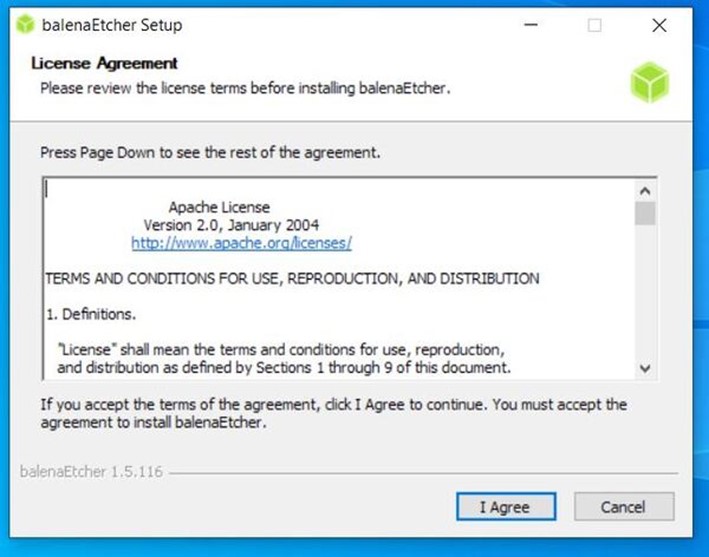 balenaEtcher Setup
License Agreement
Please review the license terms before installing balenaEtcher.
Press Page Down to see the rest of the agreement.
Apache License
Version 2.0, January 2004
http://www.apache.org/licenses/
TERMS AND CONDITIONS FOR USE, REPRODUCTION, AND DISTRIBUTION
1. Definitions.
"License" shall mean the terms and conditions for use, reproduction,
and distribution as defined by Sections 1 through 9 of this document.
If you accept the terms of the agreement, click I Agree to continue. You must accept the
agreement to install balenaEtcher.
balenaEtcher 1.5.116
I Agree
Cancel